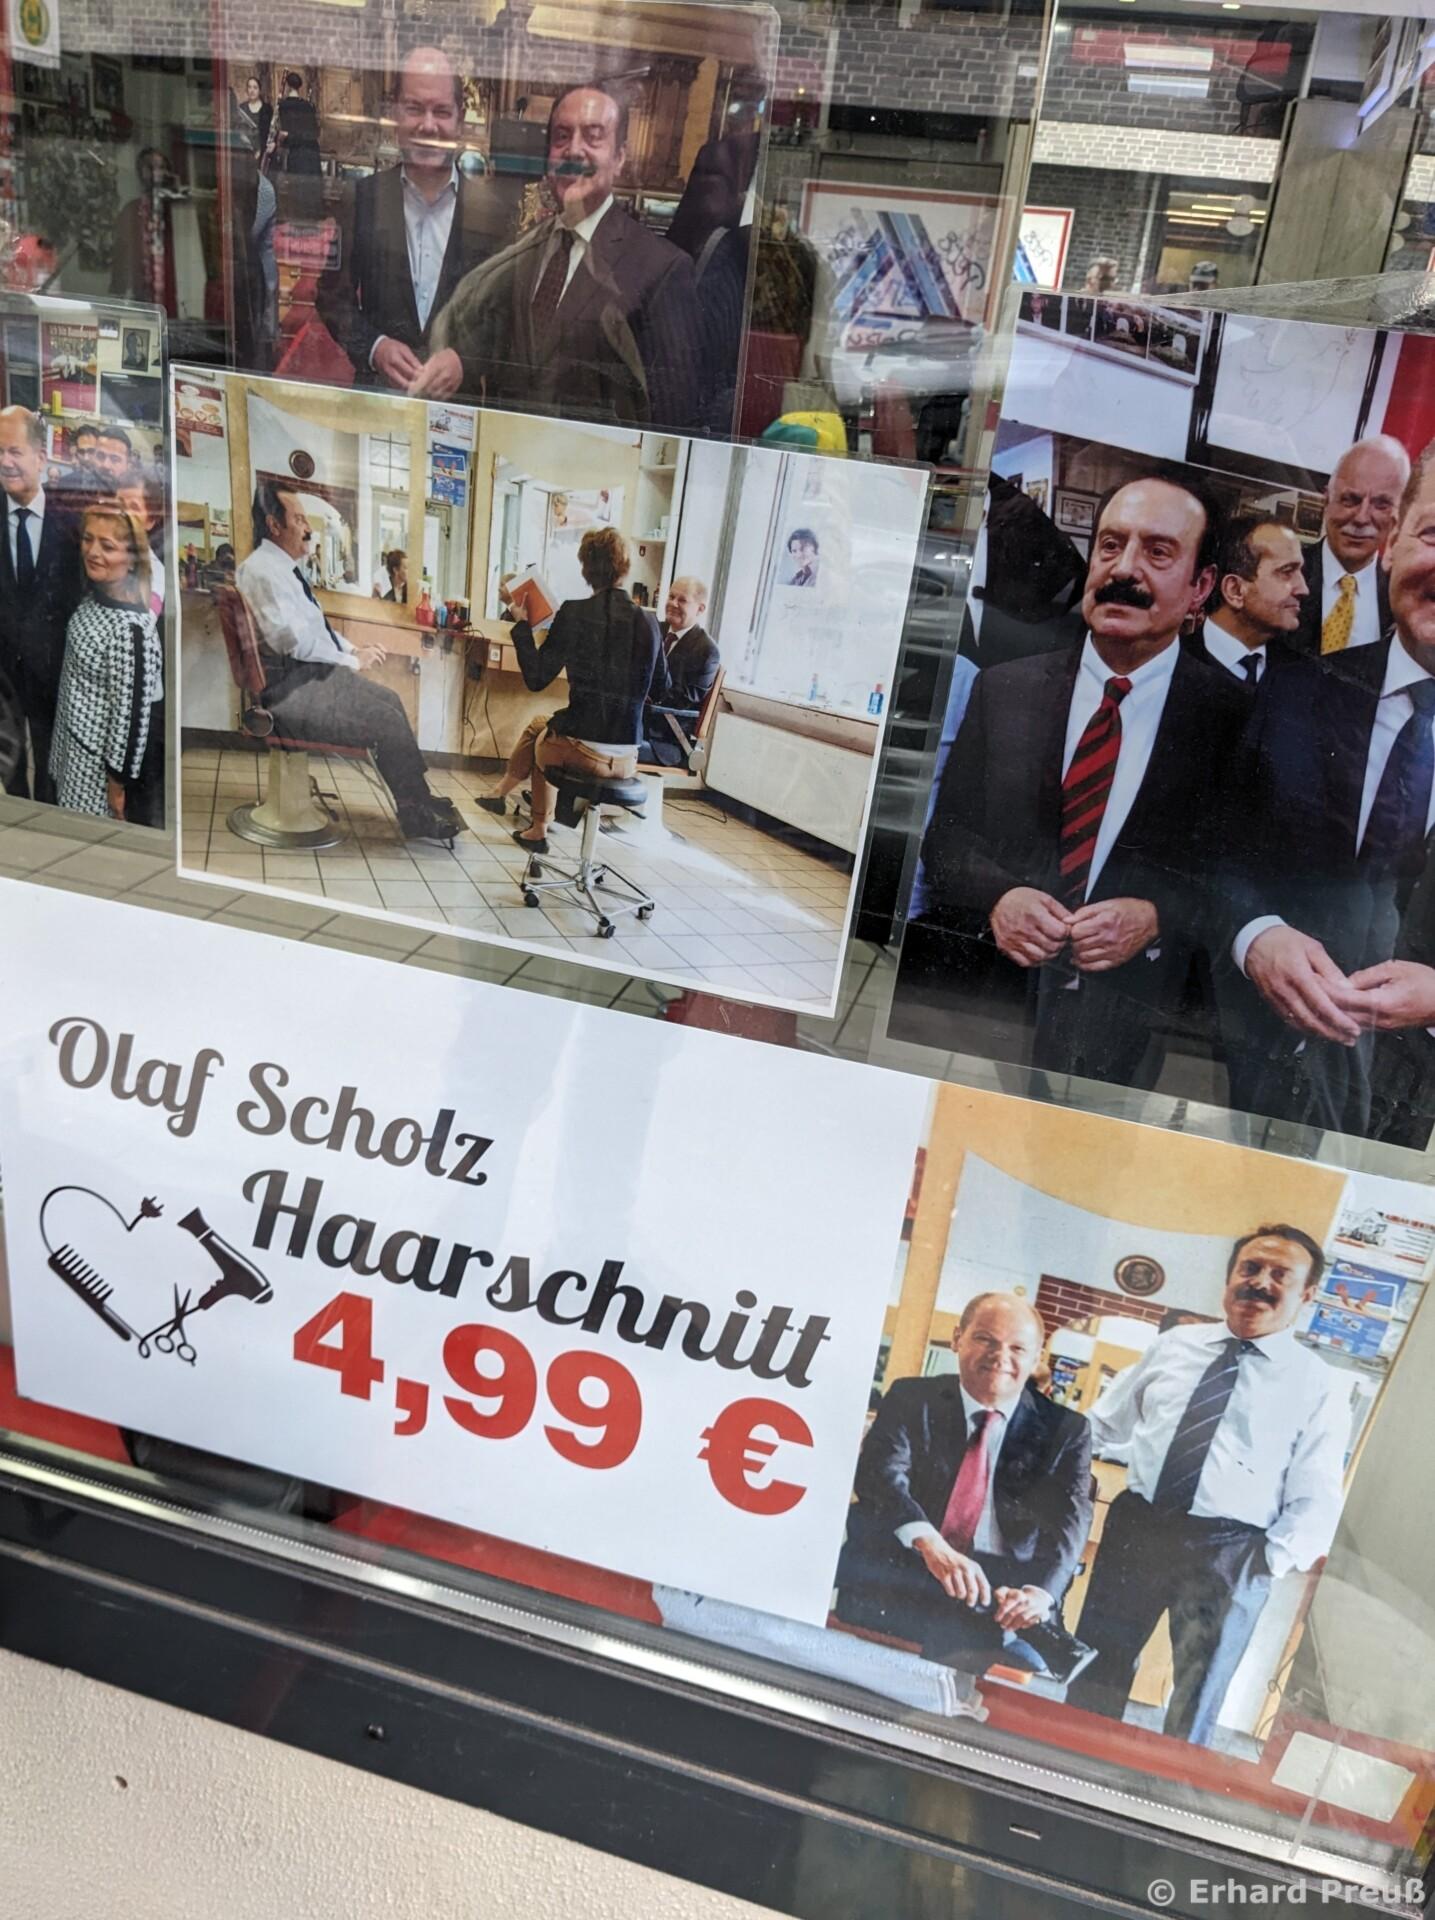 Olaf Scholz
Haarschnitt
4,99 €
© Erhard Preuß